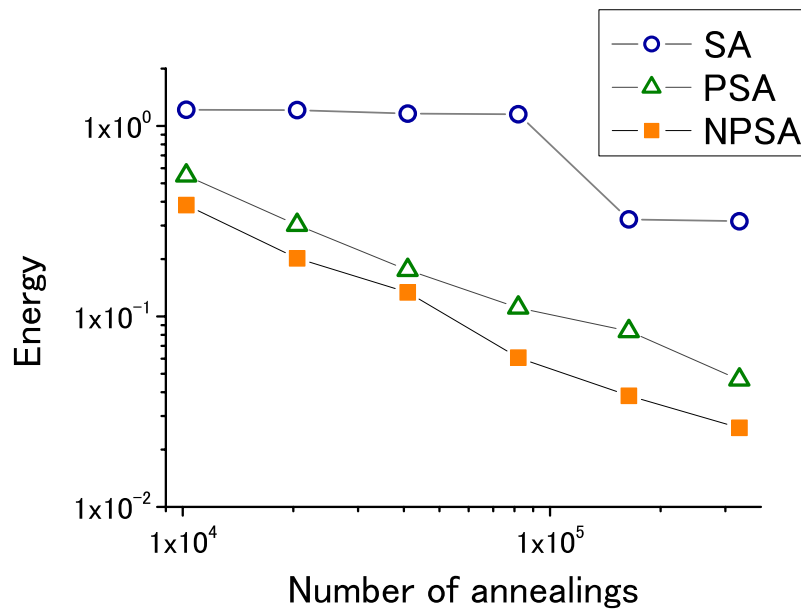 SA
PSA
NPSA
1x10⁰
1x10⁻¹
1x10⁻²
Energy
1x10⁴
1x10⁵
Number of annealings